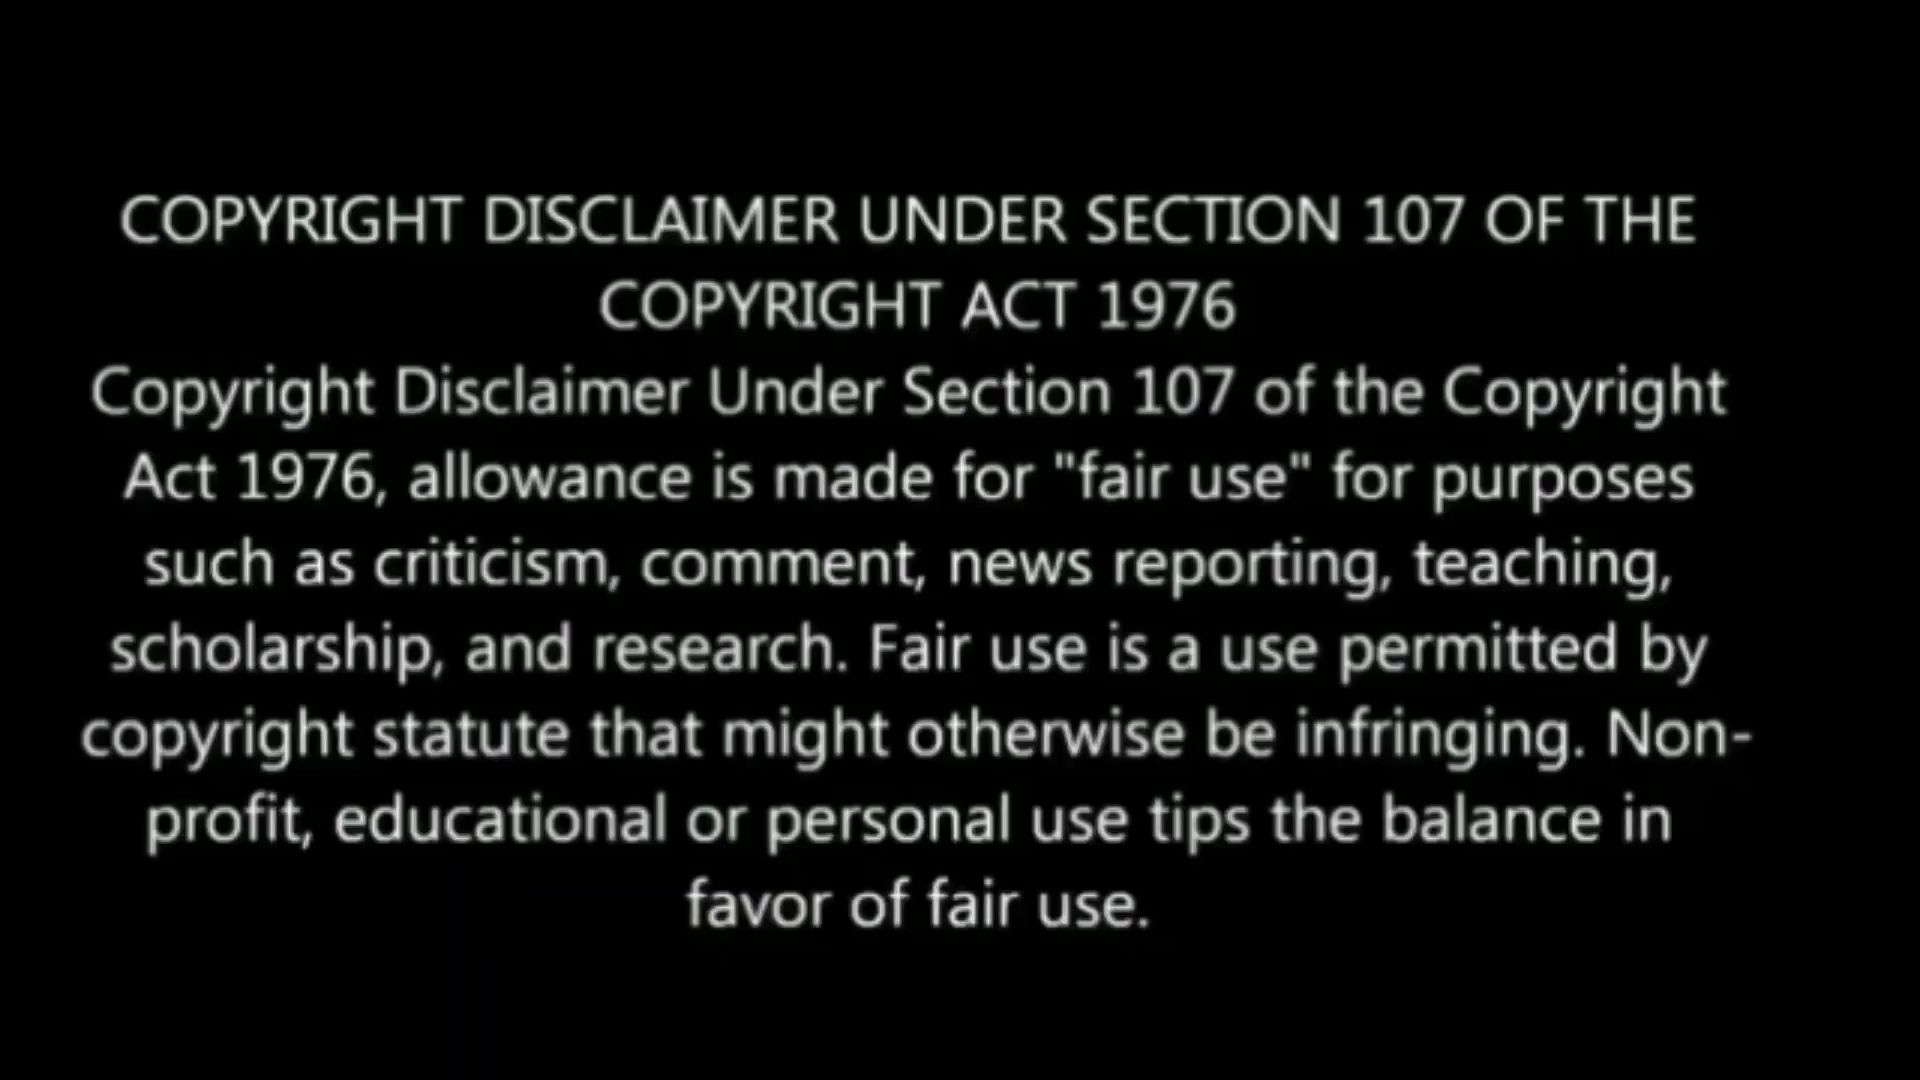 COPYRIGHT DISCLAIMER UNDER SECTION 107 OF THE
COPYRIGHT ACT 1976
Copyright Disclaimer Under Section 107 of the Copyright
Act 1976, allowance is made for "fair use" for purposes
such as criticism, comment, news reporting, teaching,
scholarship, and research. Fair use is a use permitted by
copyright statute that might otherwise be infringing. Non-
profit, educational or personal use tips the balance in
favor of fair use.